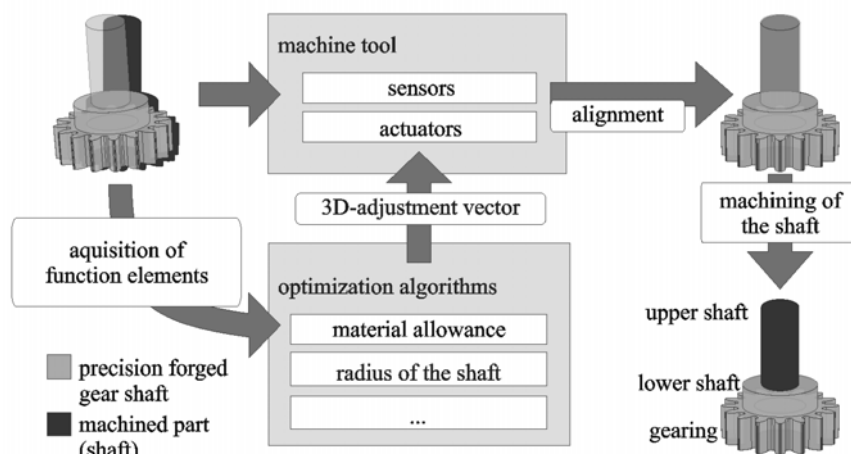 machine tool
sensors
actuators
alignment
3D-adjustment vector
machining of
the shaft
aquisition of
function elements
optimization algorithms
material allowance
radius of the shaft
...
upper shaft
lower shaft
gearing
precision forged
gear shaft
machined part
(shaft)